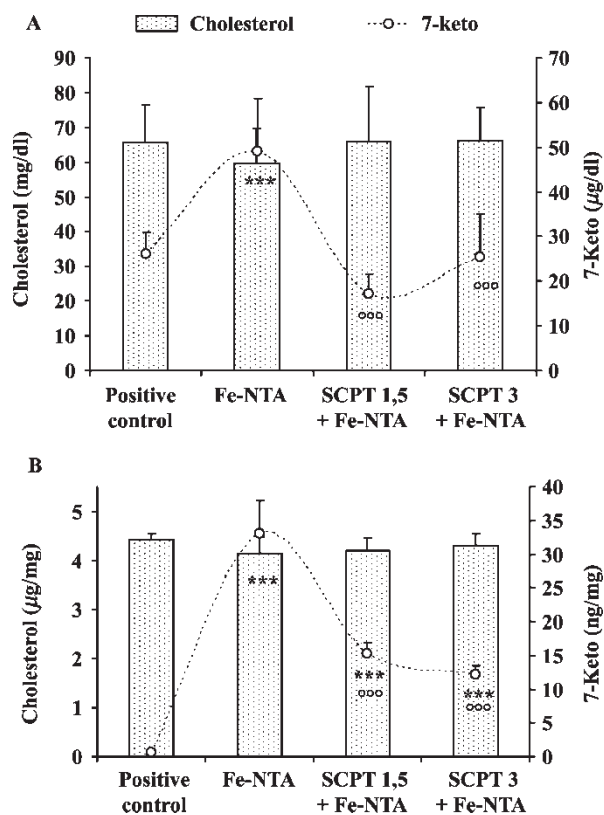 A
Cholesterol 7-keto
90 70
80 60
70 50
60
50 40
40 30
30 20
20
10 10
0 0
Cholesterol (mg/dl)
7-Keto (µg/dl)
***
°°°
°°°
Positive Fe-NTA SCPT 1,5 SCPT 3
control + Fe-NTA + Fe-NTA
B
5 40
4 35
30
3 25
20
2 15
1 10
5
0 0
Cholesterol (µg/mg)
7-Keto (ng/mg)
***
*** ***
°°° °°°
Positive Fe-NTA SCPT 1,5 SCPT 3
control + Fe-NTA + Fe-NTA